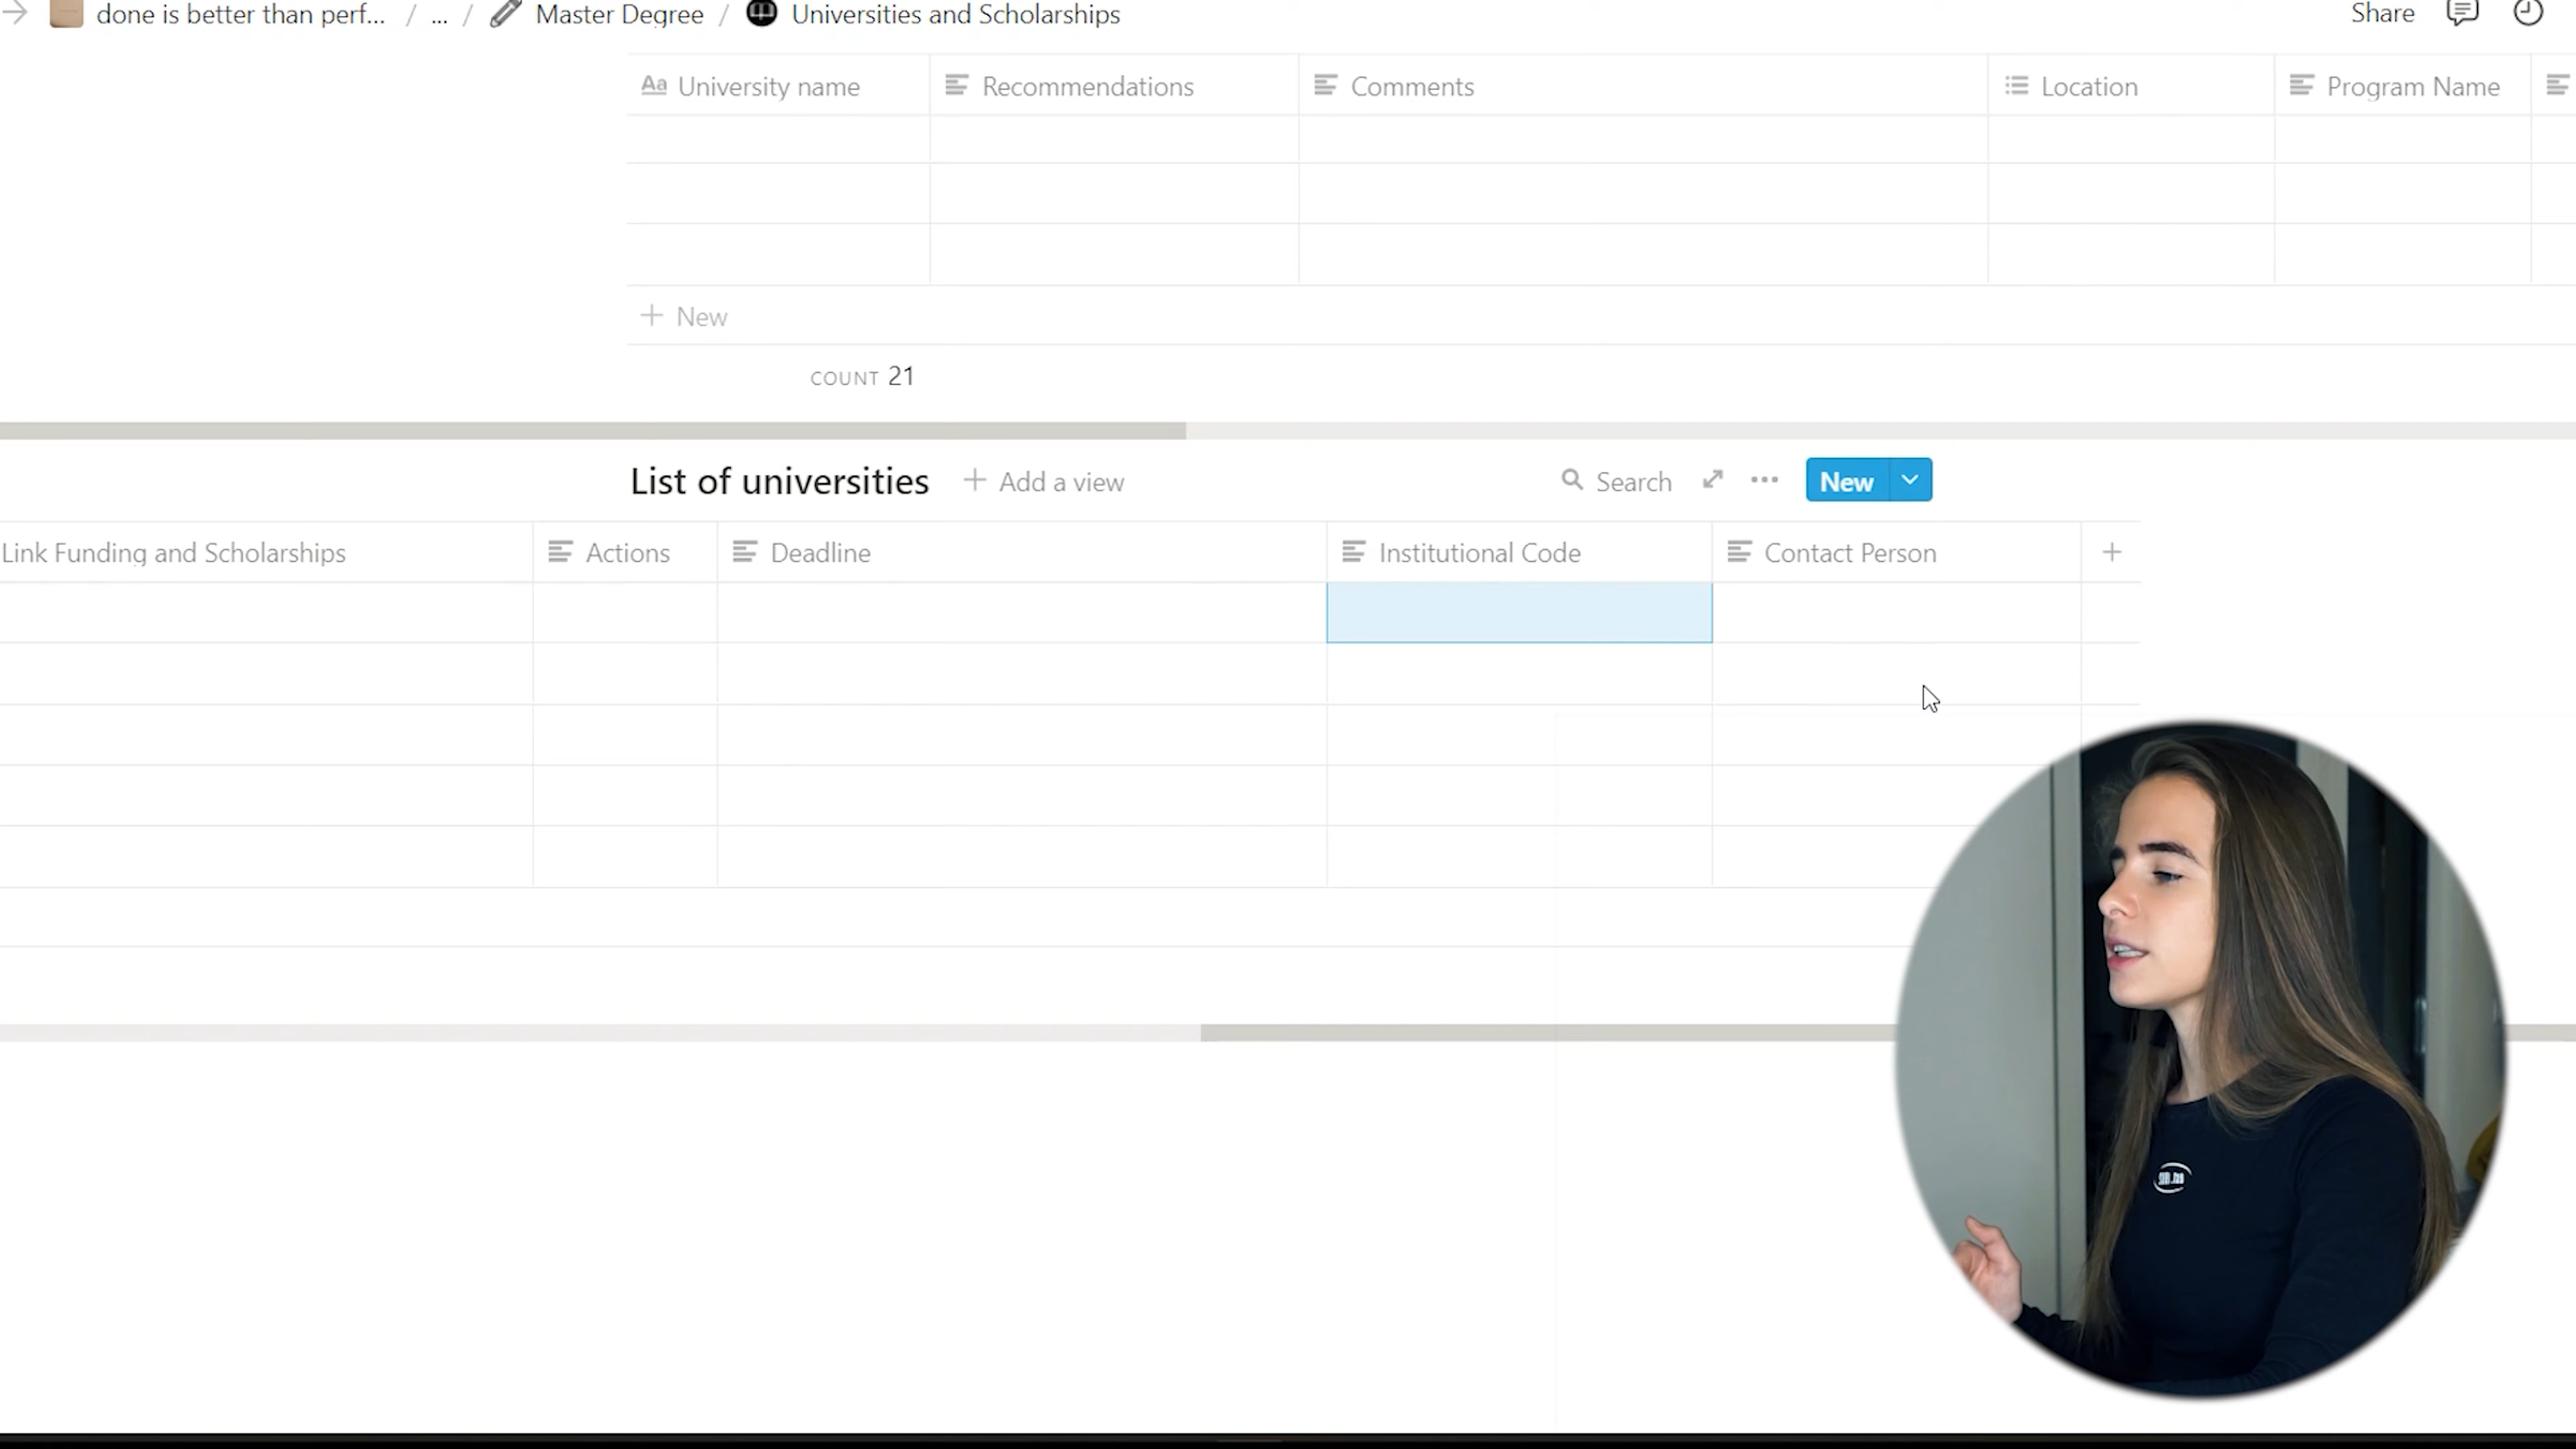 done is better than perf... / ... / Master Degree / Universities and Scholarships
Share
Aa University name Recommendations Comments Location Program Name
+ New
COUNT 21
List of universities + Add a view Search New
Link Funding and Scholarships Actions Deadline Institutional Code Contact Person +